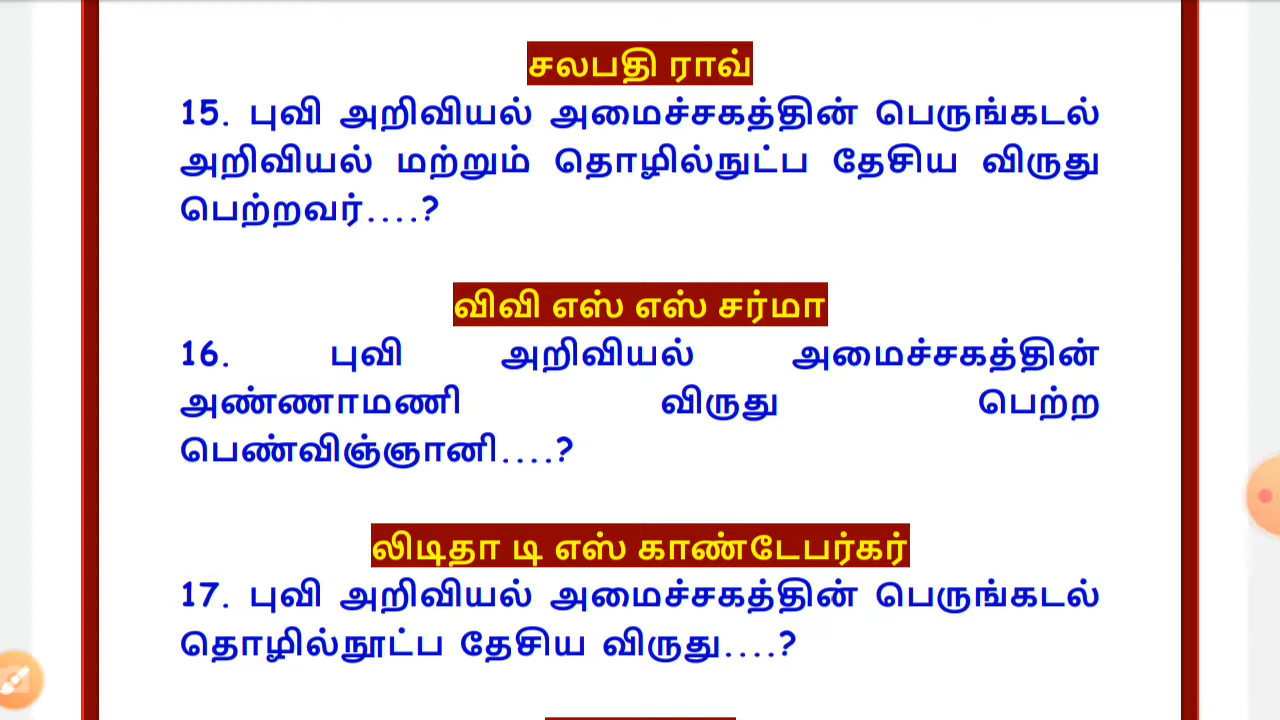 சலபதி ராவ்
15. புவி அறிவியல் அமைச்சகத்தின் பெருங்கடல்
அறிவியல் மற்றும் தொழில்நுட்ப தேசிய விருது
பெற்றவர்....?
விவி எஸ் எஸ் சர்மா
16. புவி அறிவியல் அமைச்சகத்தின்
அண்ணாமணி விருது பெற்ற
பெண்விஞ்ஞானி....?
லிடிதா டி எஸ் காண்டேபர்கர்
17. புவி அறிவியல் அமைச்சகத்தின் பெருங்கடல்
தொழில்நூட்ப தேசிய விருது....?